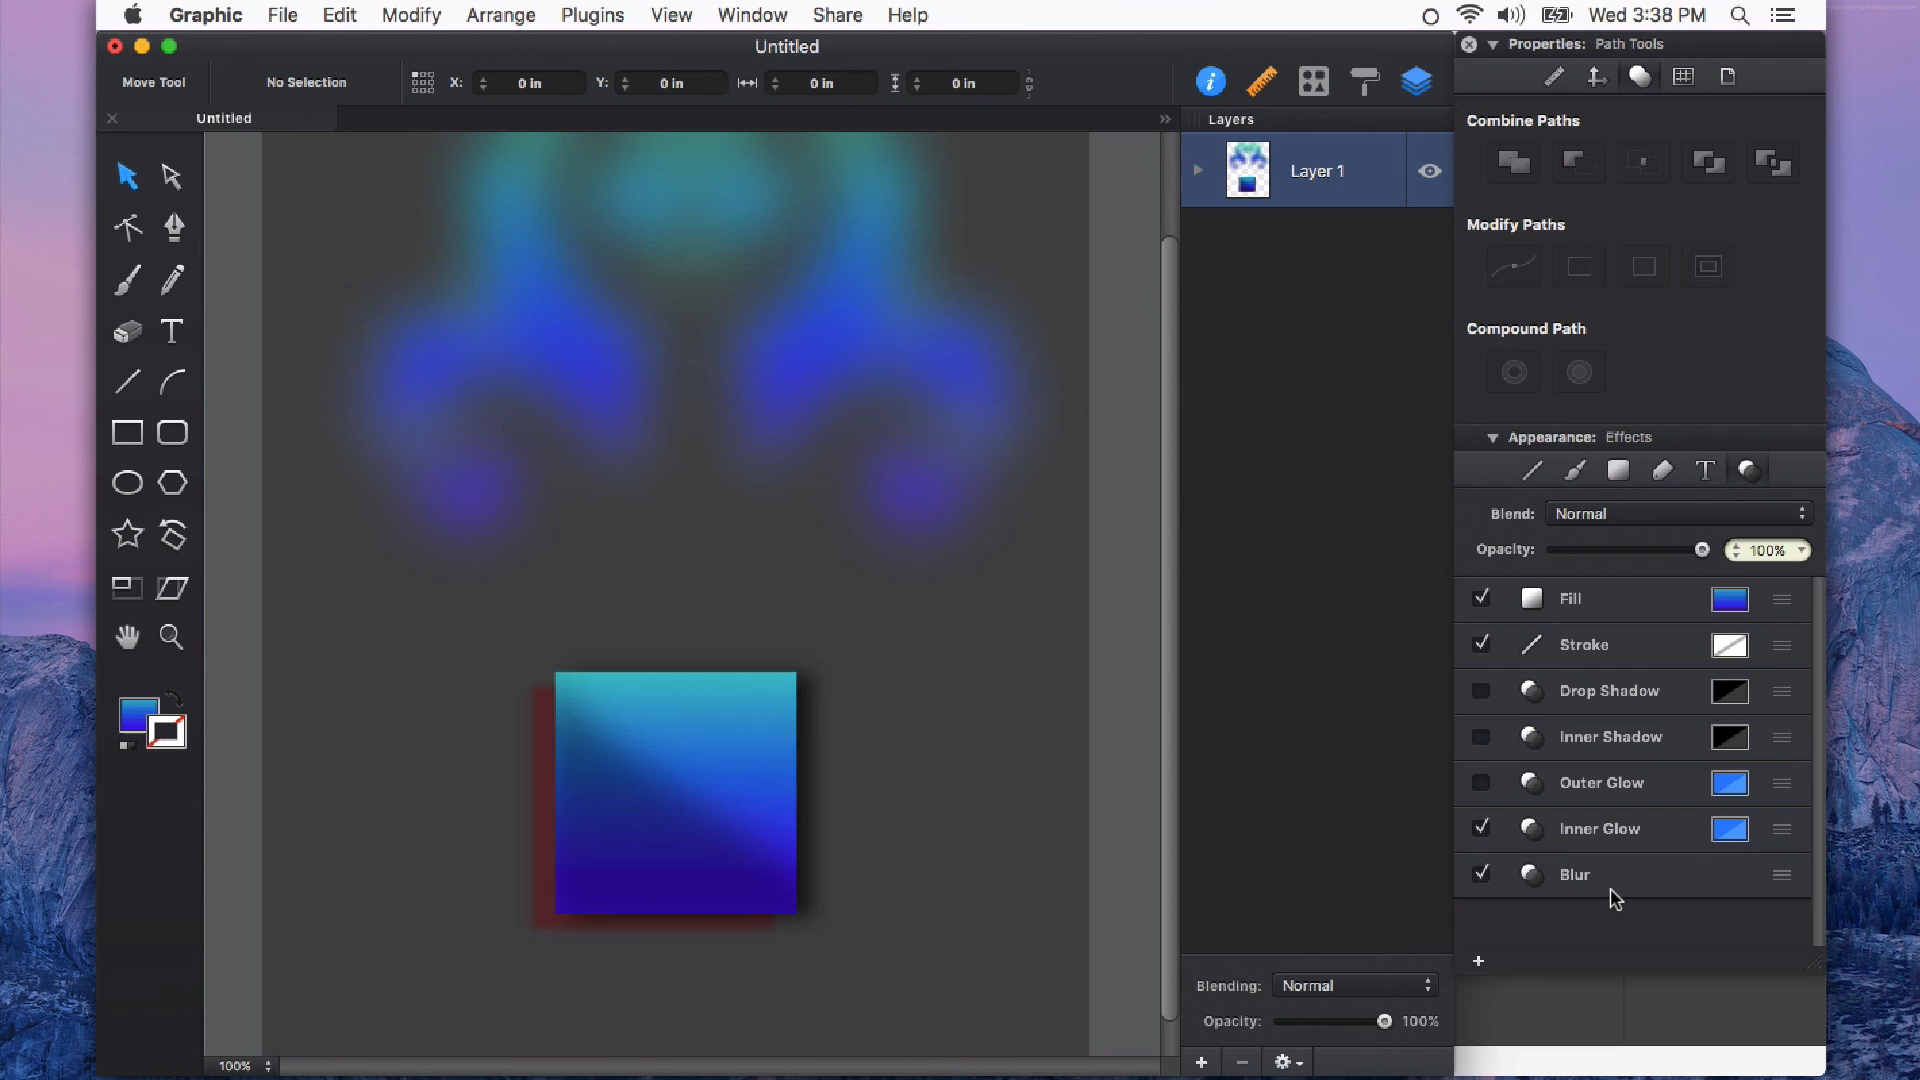 Graphic File Edit Modify Arrange Plugins View Window Share Help Wed 3:38 PM
Untitled
Properties: Path Tools
Move Tool No Selection X: 0 in Y: 0 in 0 in 0 in
Untitled
Layers
Combine Paths
Layer 1
Modify Paths
Compound Path
Appearance: Effects
Blend: Normal
Opacity: 100%
Fill
Stroke
Drop Shadow
Inner Shadow
Outer Glow
Inner Glow
Blur
Blending: Normal
Opacity: 100%
100%